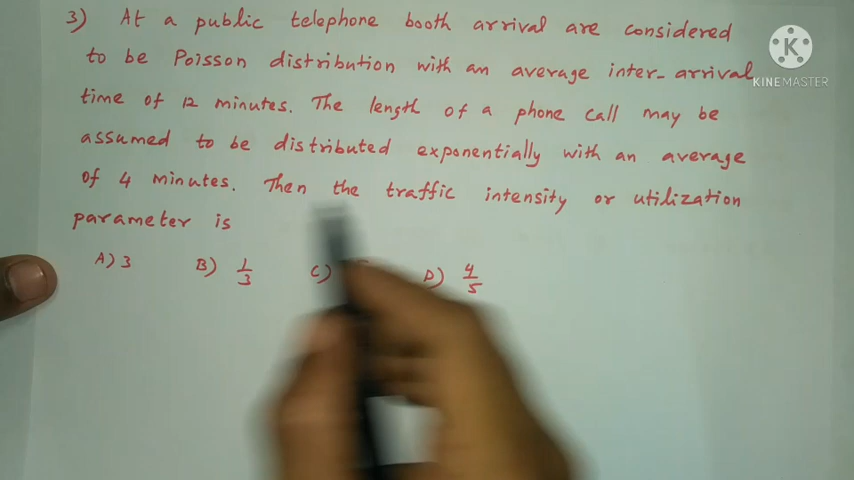 3) At a public telephone booth arrival are considered
to be Poisson distribution with an average inter-arrival
time of 12 minutes. The length of a phone call may be
assumed to be distributed exponentially with an average
of 4 minutes. Then the traffic intensity or utilization
parameter is
A) 3 B) 1/3 C) D) 4/5
K
KINEMASTER